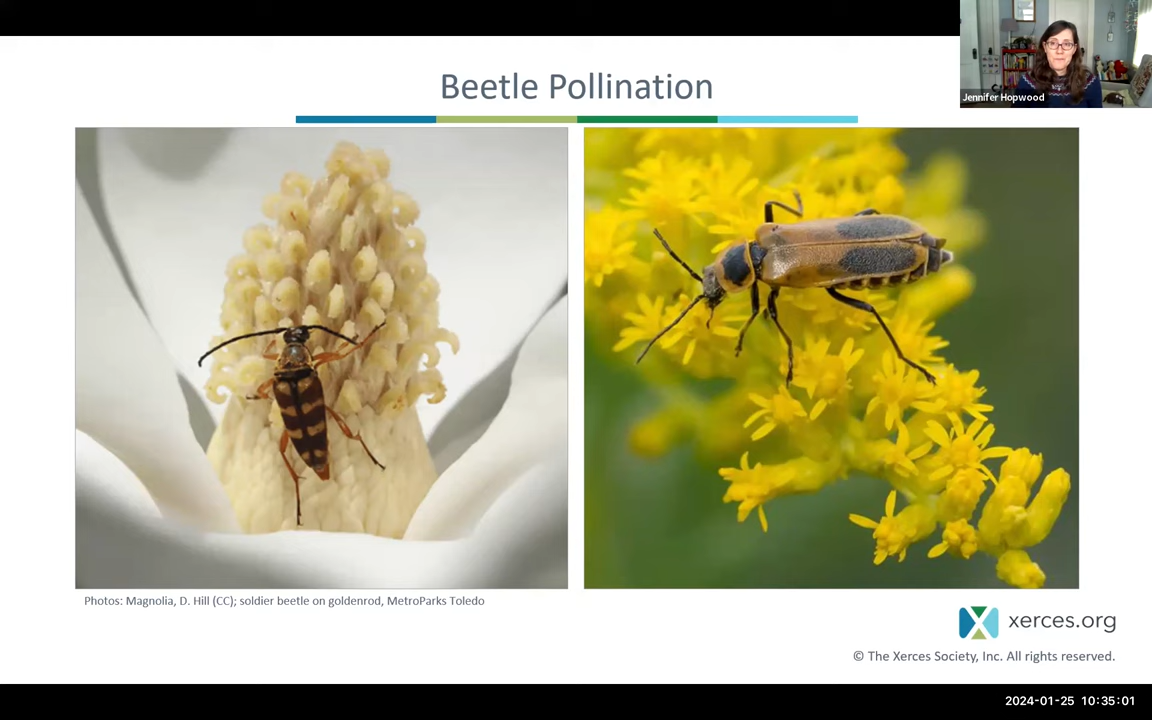 Beetle Pollination
Jennifer Hopwood
Photos: Magnolia, D. Hill (CC); soldier beetle on goldenrod, MetroParks Toledo
xerces.org
© The Xerces Society, Inc. All rights reserved.
2024-01-25 10:35:01